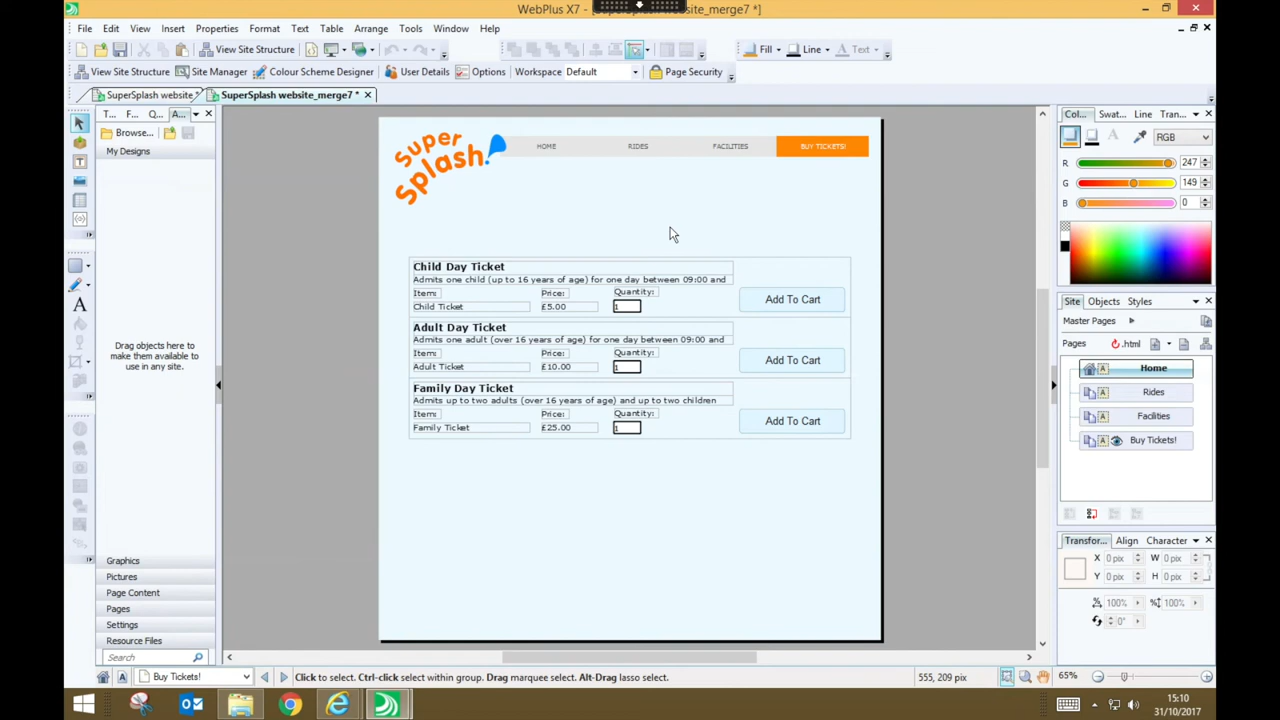 WebPlus X7 - [SuperSplash website_merge7 *]
File Edit View Insert Properties Format Text Table Arrange Tools Window Help
View Site Structure Fill Line Text
View Site Structure Site Manager Colour Scheme Designer User Details Options Workspace Default Page Security
SuperSplash website * SuperSplash website_merge7 *
T... F... Q... A...
Browse...
My Designs
Drag objects here to
make them available to
use in any site.
Graphics
Pictures
Page Content
Pages
Settings
Resource Files
Search
Super
Splash!
HOME RIDES FACILITIES BUY TICKETS!
Child Day Ticket
Admits one child (up to 16 years of age) for one day between 09:00 and
Item: Price: Quantity:
Child Ticket £5.00 1
Add To Cart
Adult Day Ticket
Admits one adult (over 16 years of age) for one day between 09:00 and
Item: Price: Quantity:
Adult Ticket £10.00 1
Add To Cart
Family Day Ticket
Admits up to two adults (over 16 years of age) and up to two children
Item: Price: Quantity:
Family Ticket £25.00 1
Add To Cart
Col... Swat... Line Tran...
RGB
R 247
G 149
B 0
Site Objects Styles
Master Pages
Pages .html
Home
Rides
Facilities
Buy Tickets!
Transfor... Align Character
X 0 pix W 0 pix
Y 0 pix H 0 pix
100% 100%
0°
Buy Tickets! Click to select. Ctrl-click select within group. Drag marquee select. Alt-Drag lasso select. 555, 209 pix 65%
15:10
31/10/2017